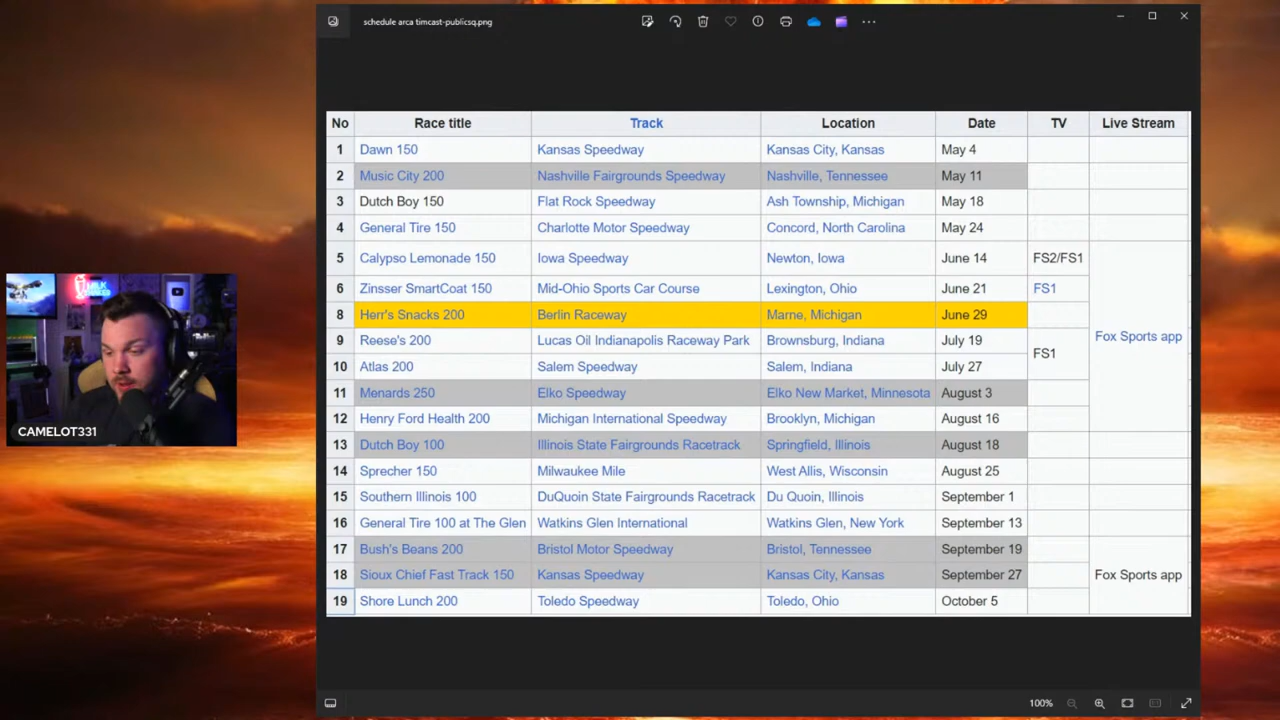 schedule arca timcast-publicsq.png
No Race title Track Location Date TV Live Stream
1 Dawn 150 Kansas Speedway Kansas City, Kansas May 4
2 Music City 200 Nashville Fairgrounds Speedway Nashville, Tennessee May 11
3 Dutch Boy 150 Flat Rock Speedway Ash Township, Michigan May 18
4 General Tire 150 Charlotte Motor Speedway Concord, North Carolina May 24
5 Calypso Lemonade 150 Iowa Speedway Newton, Iowa June 14 FS2/FS1
6 Zinsser SmartCoat 150 Mid-Ohio Sports Car Course Lexington, Ohio June 21 FS1
8 Herr's Snacks 200 Berlin Raceway Marne, Michigan June 29
Fox Sports app
9 Reese's 200 Lucas Oil Indianapolis Raceway Park Brownsburg, Indiana July 19
FS1
10 Atlas 200 Salem Speedway Salem, Indiana July 27
11 Menards 250 Elko Speedway Elko New Market, Minnesota August 3
12 Henry Ford Health 200 Michigan International Speedway Brooklyn, Michigan August 16
13 Dutch Boy 100 Illinois State Fairgrounds Racetrack Springfield, Illinois August 18
14 Sprecher 150 Milwaukee Mile West Allis, Wisconsin August 25
15 Southern Illinois 100 DuQuoin State Fairgrounds Racetrack Du Quoin, Illinois September 1
16 General Tire 100 at The Glen Watkins Glen International Watkins Glen, New York September 13
17 Bush's Beans 200 Bristol Motor Speedway Bristol, Tennessee September 19
18 Sioux Chief Fast Track 150 Kansas Speedway Kansas City, Kansas September 27 Fox Sports app
19 Shore Lunch 200 Toledo Speedway Toledo, Ohio October 5
CAMELOT331
100%